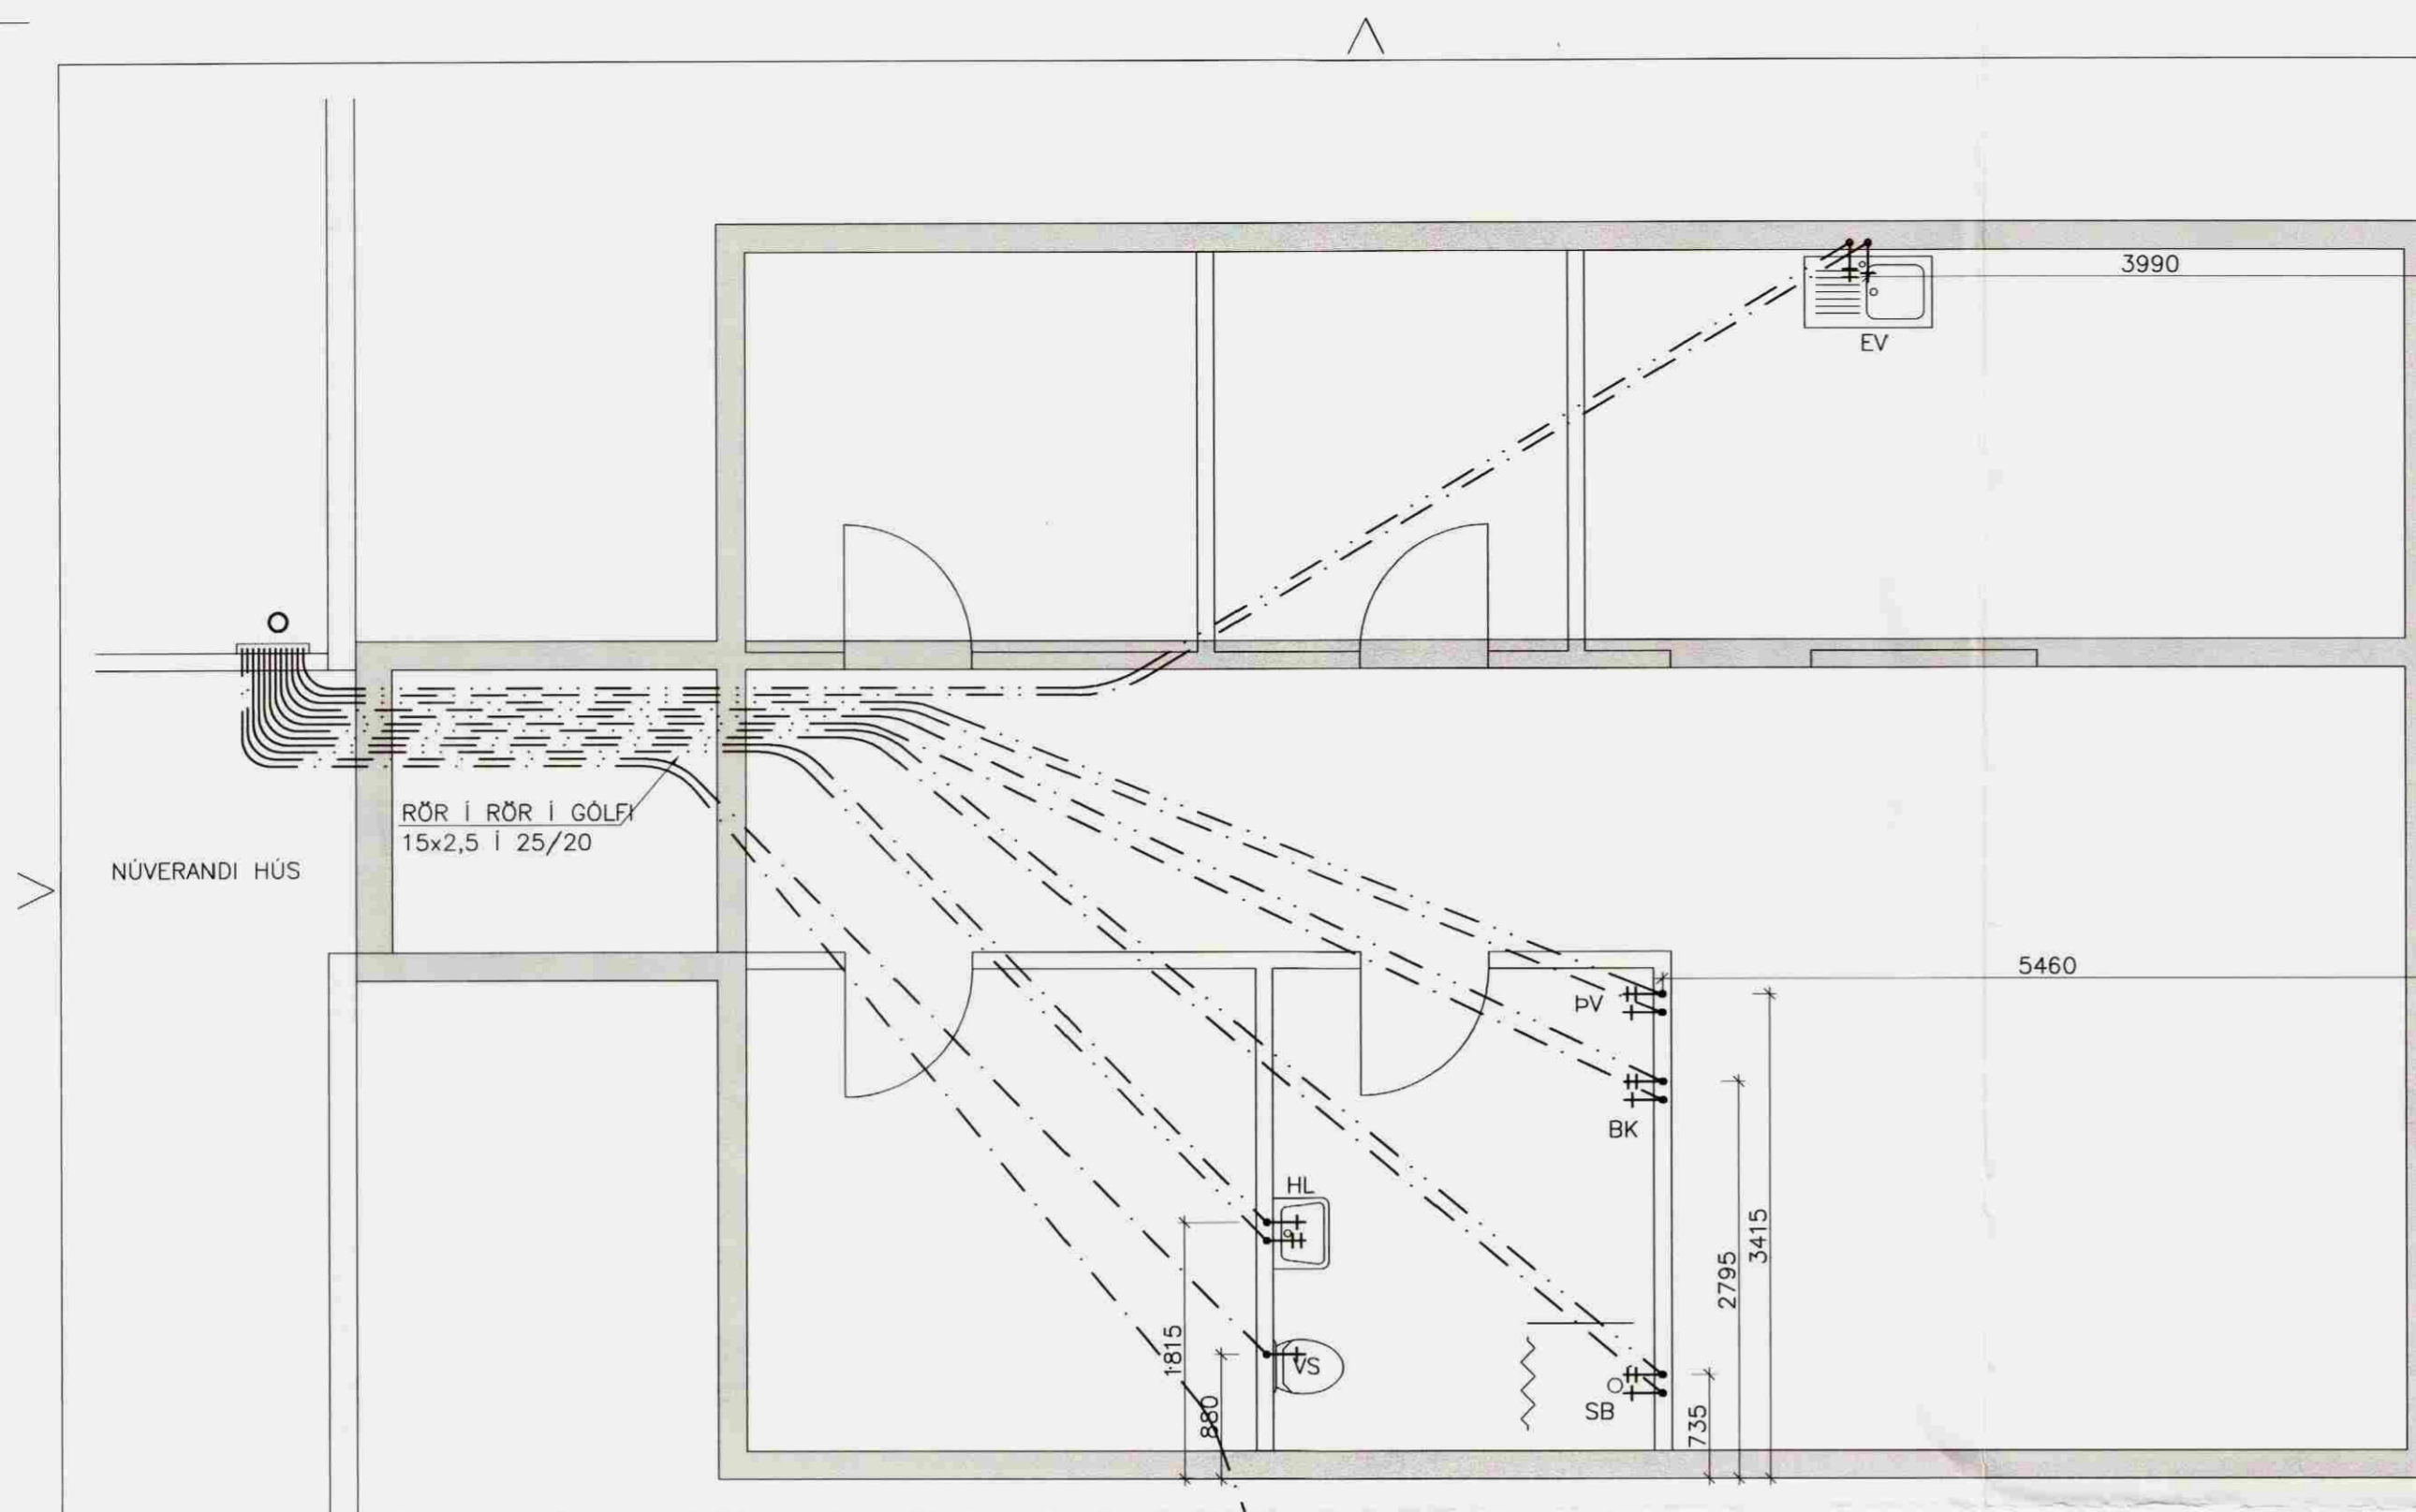 3990
EV
RÖR Í RÖR Í GÓLFI
15x2,5 Í 25/20
NÚVERANDI HÚS
5460
ÞV
BK
HL
3415
2795
1815
VS
880
SB
735